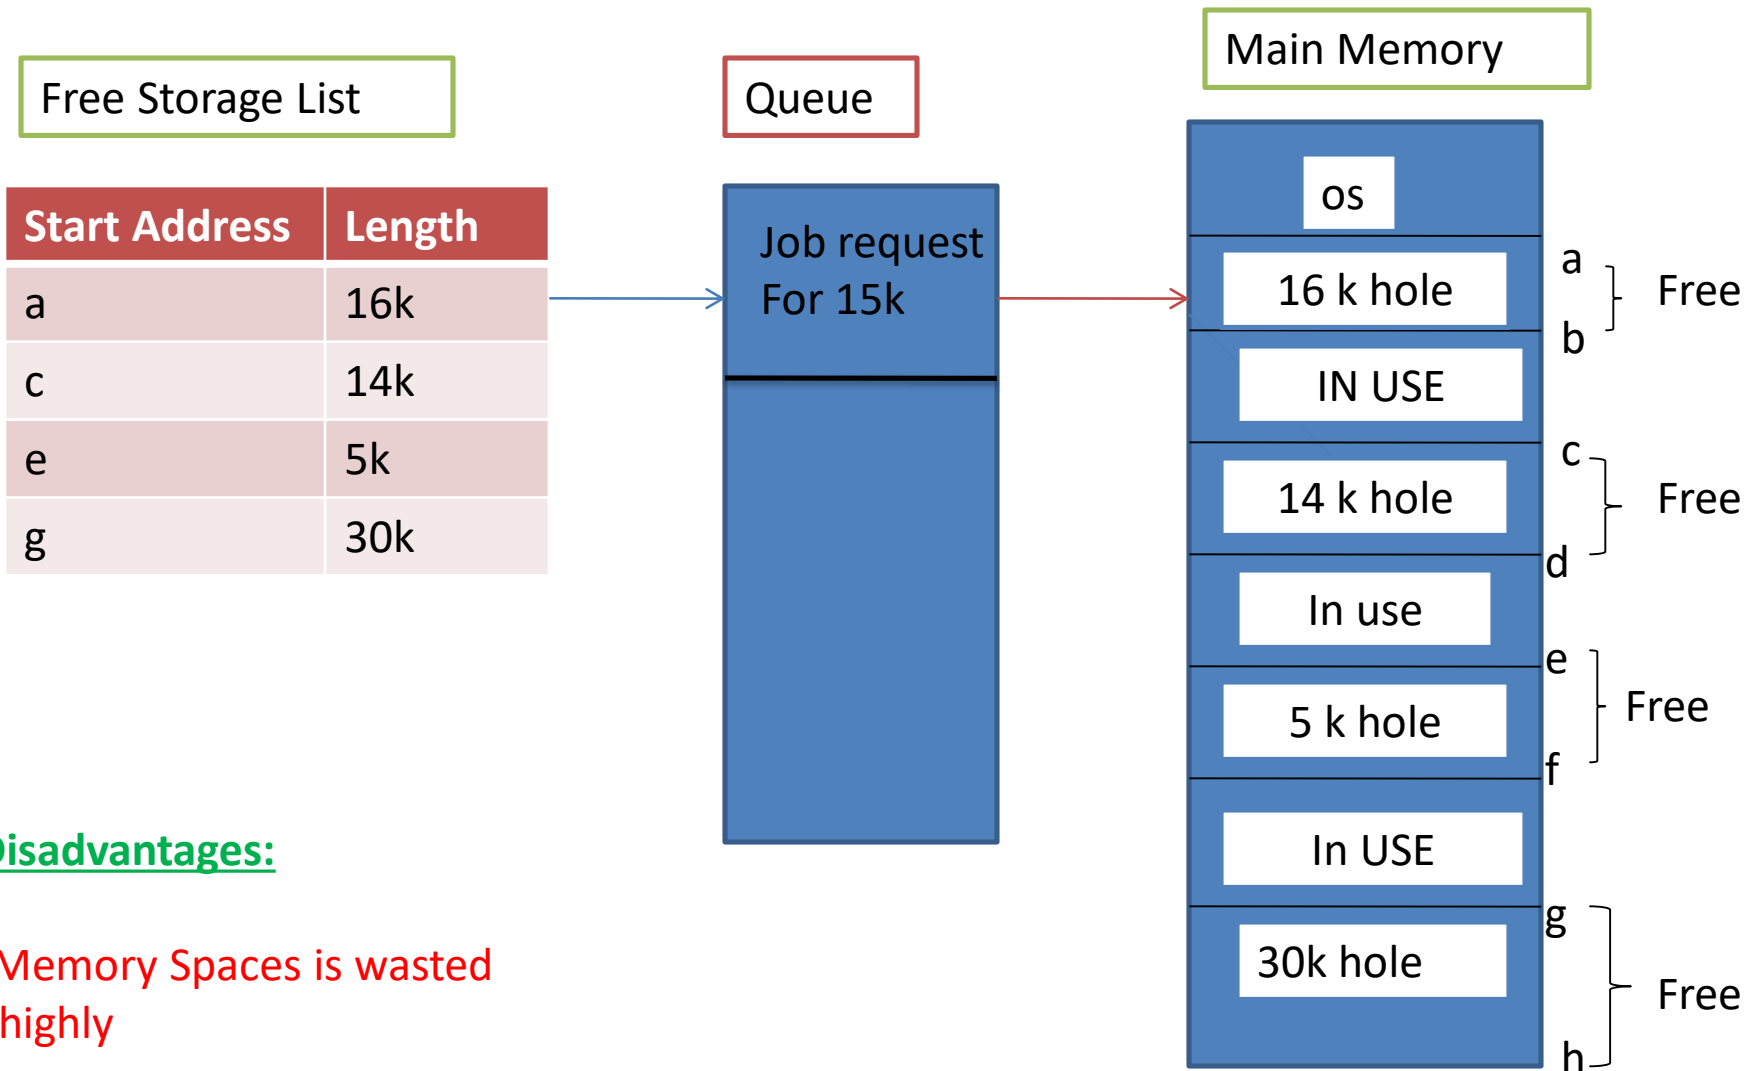 Free Storage List
Queue
Main Memory
Start Address Length
a 16k
c 14k
e 5k
g 30k
Job request
For 15k
os
a
16 k hole
Free
b
IN USE
c
14 k hole
Free
d
In use
e
5 k hole
Free
f
In USE
g
30k hole
Free
h
Disadvantages:
Memory Spaces is wasted
highly